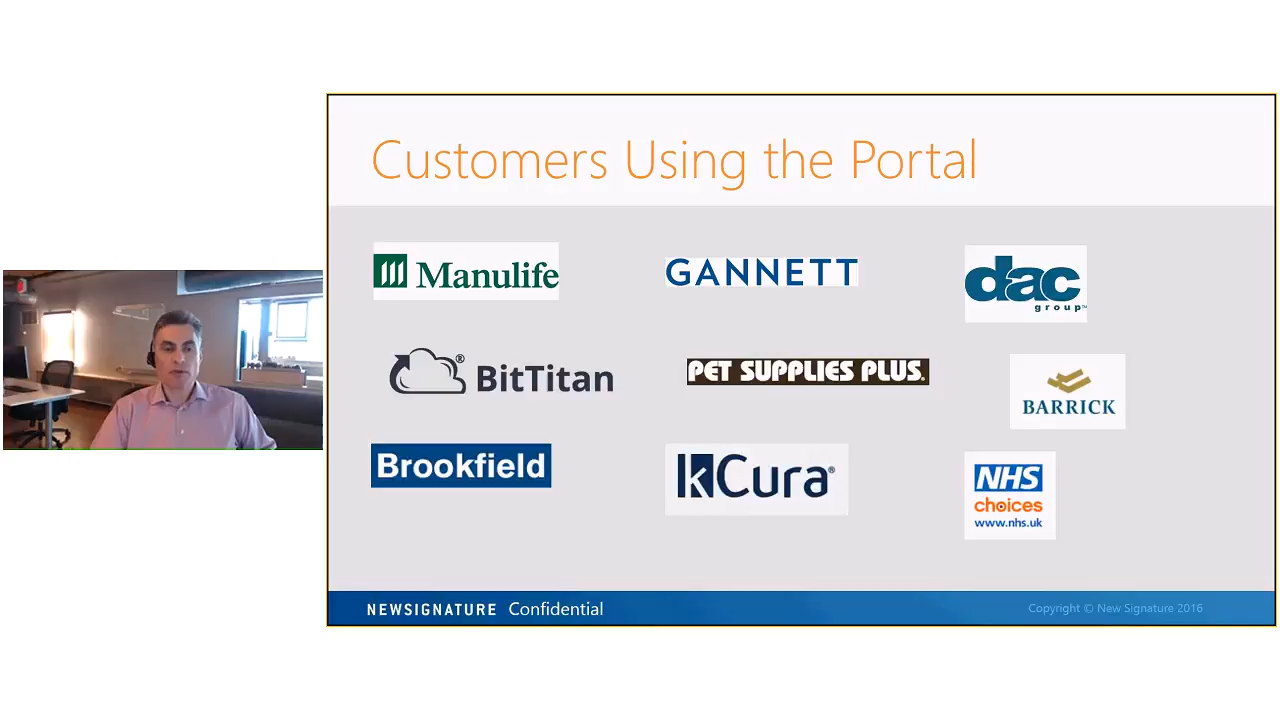 Customers Using the Portal
Manulife
GANNETT
dac
group™
BitTitan®
PET SUPPLIES PLUS.
BARRICK
Brookfield
kCura®
NHS
choices
www.nhs.uk
NEWSIGNATURE Confidential
Copyright © New Signature 2016